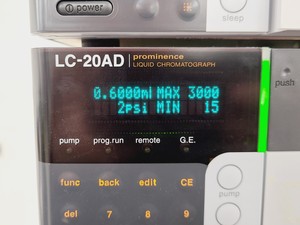 power
sleep
LC-20AD prominence
LIQUID CHROMATOGRAPH
push
0.6000ml MAX 3000
2psi MIN 15
pump prog.run remote G.E.
func back edit CE
pump
del 7 8 9